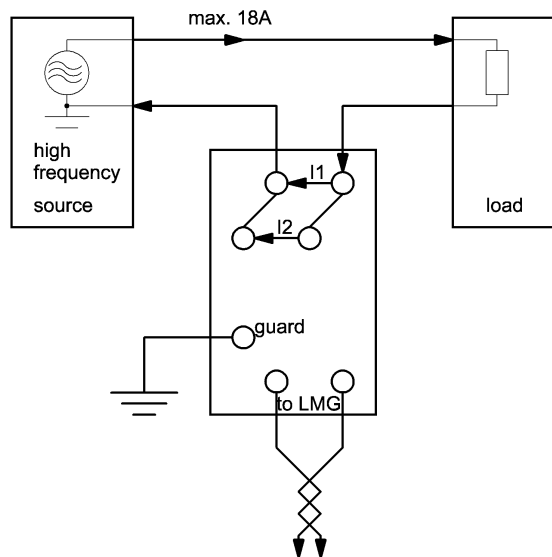 max. 18A
high
frequency
source
load
I1
I2
guard
to LMG